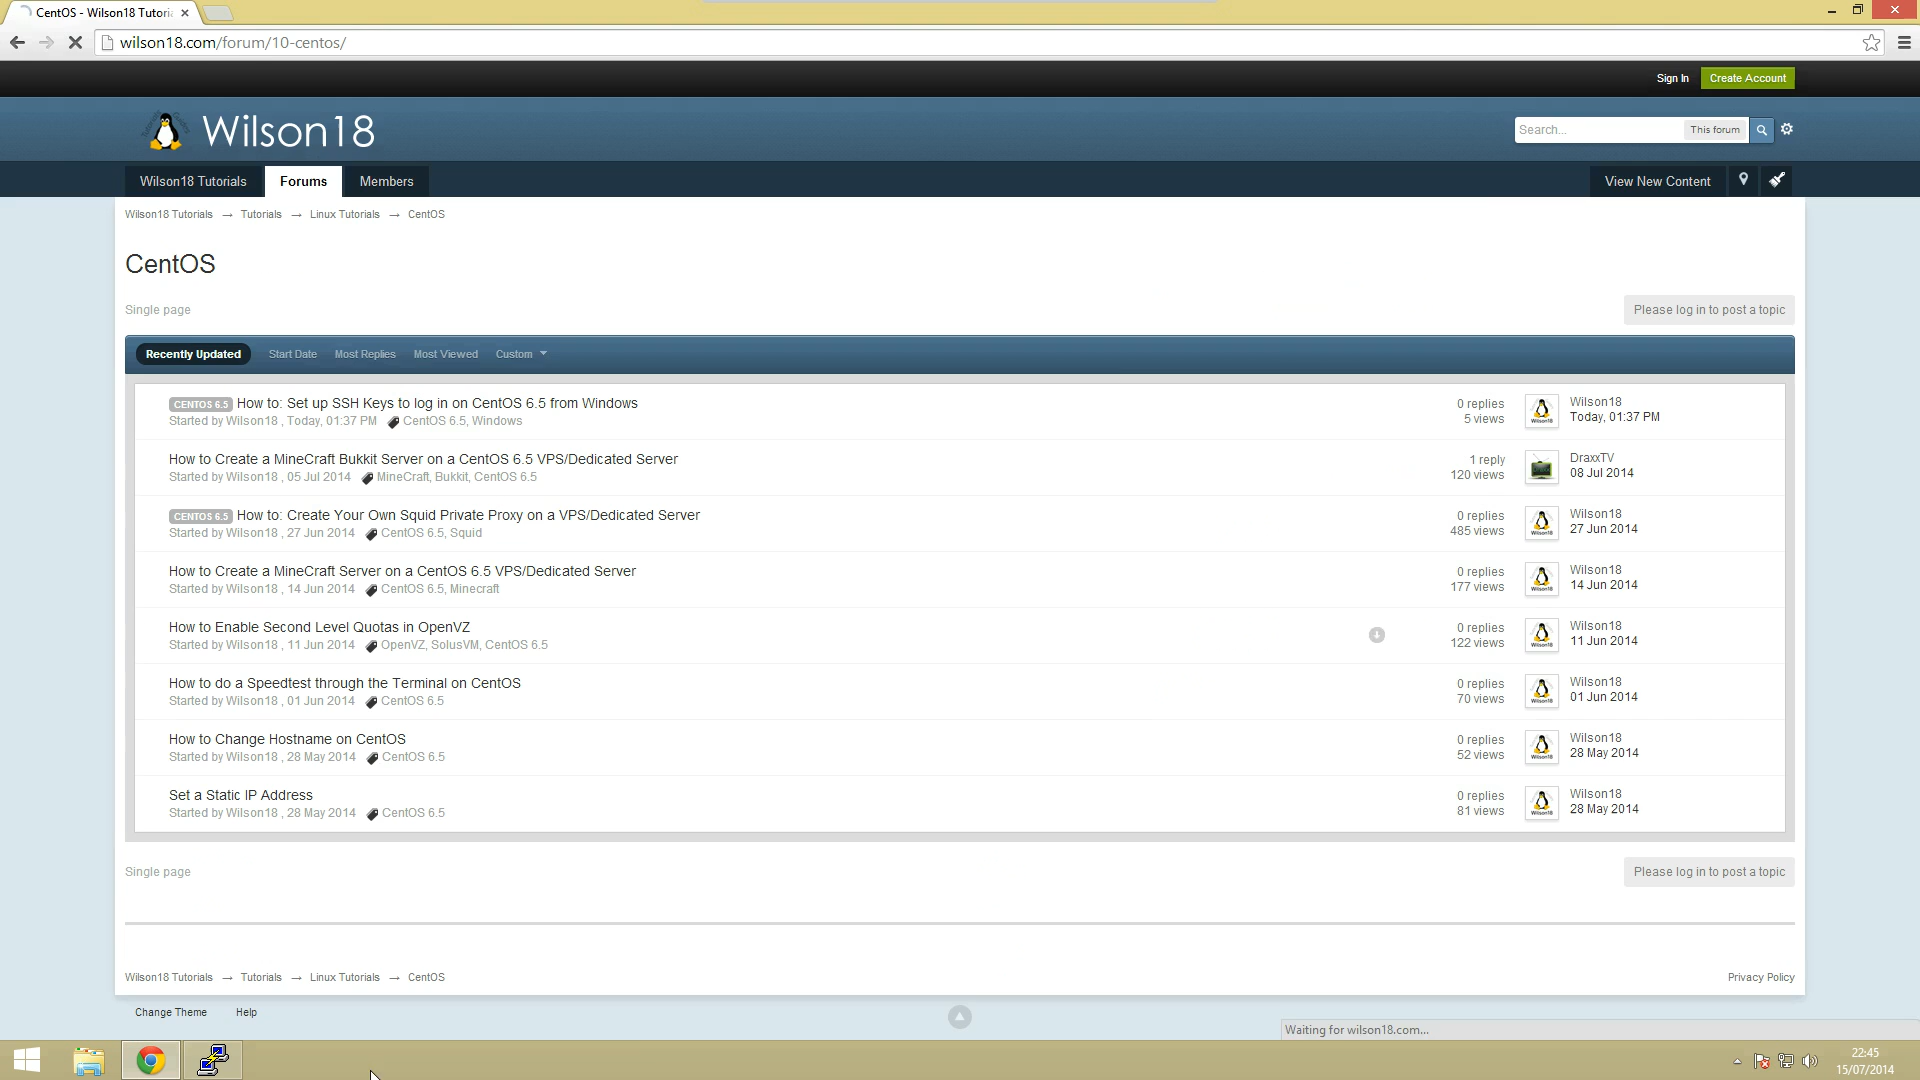 CentOS - Wilson18 Tutori
wilson18.com/forum/10-centos/
Sign In
Create Account
Wilson18
Search...
This forum
Wilson18 Tutorials
Forums
Members
View New Content
Wilson18 Tutorials → Tutorials → Linux Tutorials → CentOS
CentOS
Single page
Please log in to post a topic
Recently Updated
Start Date
Most Replies
Most Viewed
Custom
CENTOS 6.5 How to: Set up SSH Keys to log in on CentOS 6.5 from Windows
Started by Wilson18 , Today, 01:37 PM CentOS 6.5, Windows
0 replies
5 views
Wilson18
Today, 01:37 PM
How to Create a MineCraft Bukkit Server on a CentOS 6.5 VPS/Dedicated Server
Started by Wilson18 , 05 Jul 2014 MineCraft, Bukkit, CentOS 6.5
1 reply
120 views
DraxxTV
08 Jul 2014
CENTOS 6.5 How to: Create Your Own Squid Private Proxy on a VPS/Dedicated Server
Started by Wilson18 , 27 Jun 2014 CentOS 6.5, Squid
0 replies
485 views
Wilson18
27 Jun 2014
How to Create a MineCraft Server on a CentOS 6.5 VPS/Dedicated Server
Started by Wilson18 , 14 Jun 2014 CentOS 6.5, Minecraft
0 replies
177 views
Wilson18
14 Jun 2014
How to Enable Second Level Quotas in OpenVZ
Started by Wilson18 , 11 Jun 2014 OpenVZ, SolusVM, CentOS 6.5
0 replies
122 views
Wilson18
11 Jun 2014
How to do a Speedtest through the Terminal on CentOS
Started by Wilson18 , 01 Jun 2014 CentOS 6.5
0 replies
70 views
Wilson18
01 Jun 2014
How to Change Hostname on CentOS
Started by Wilson18 , 28 May 2014 CentOS 6.5
0 replies
52 views
Wilson18
28 May 2014
Set a Static IP Address
Started by Wilson18 , 28 May 2014 CentOS 6.5
0 replies
81 views
Wilson18
28 May 2014
Single page
Please log in to post a topic
Wilson18 Tutorials → Tutorials → Linux Tutorials → CentOS
Privacy Policy
Change Theme
Help
Waiting for wilson18.com...
22:45
15/07/2014